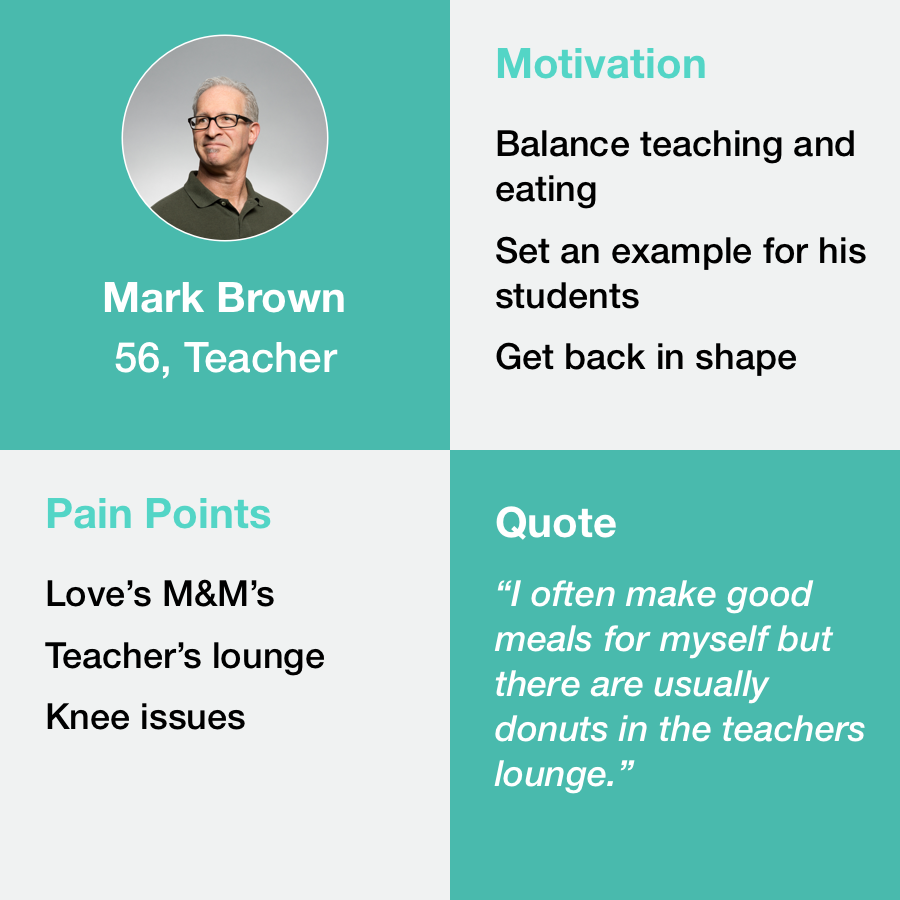 Mark Brown
56, Teacher
Motivation
Balance teaching and
eating
Set an example for his
students
Get back in shape
Pain Points
Love’s M&M’s
Teacher’s lounge
Knee issues
Quote
“I often make good
meals for myself but
there are usually
donuts in the teachers
lounge.”